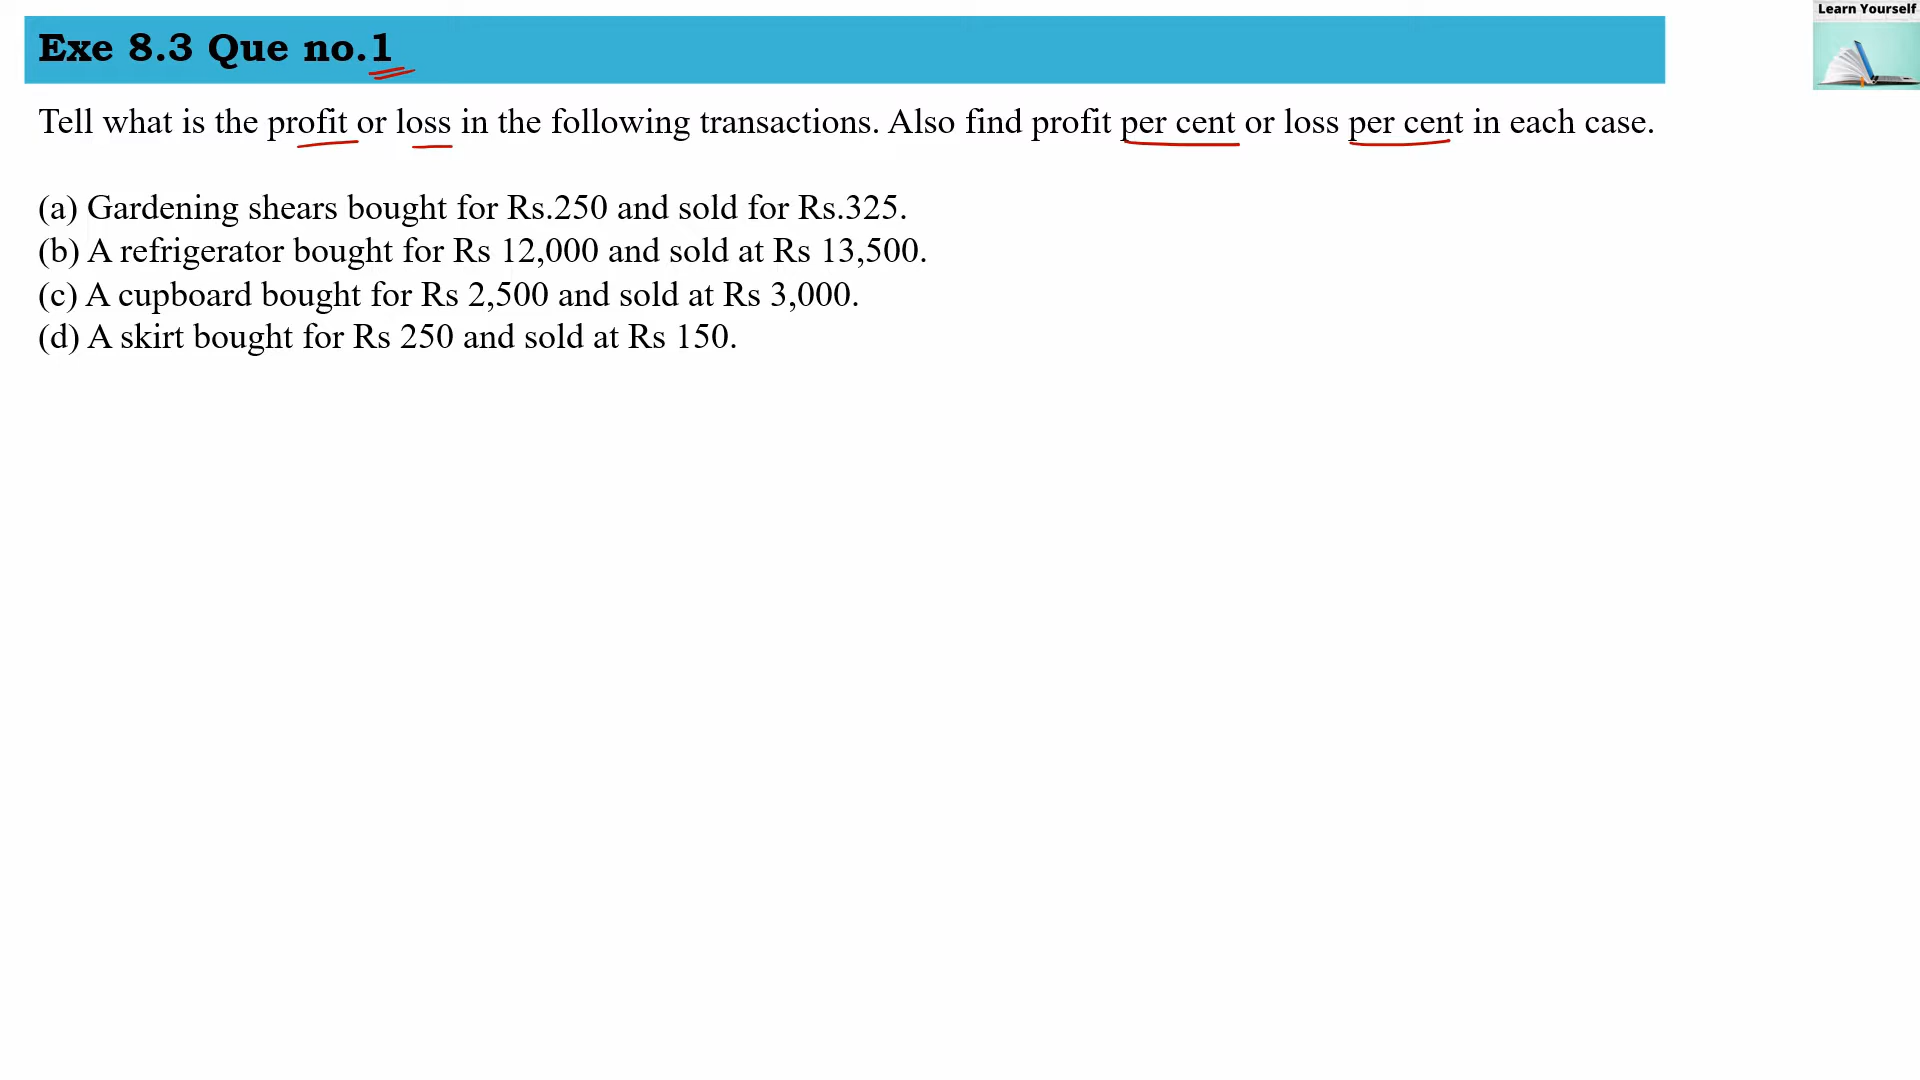 Learn Yourself
Exe 8.3 Que no.1
Tell what is the profit or loss in the following transactions. Also find profit per cent or loss per cent in each case.
(a) Gardening shears bought for Rs.250 and sold for Rs.325.
(b) A refrigerator bought for Rs 12,000 and sold at Rs 13,500.
(c) A cupboard bought for Rs 2,500 and sold at Rs 3,000.
(d) A skirt bought for Rs 250 and sold at Rs 150.